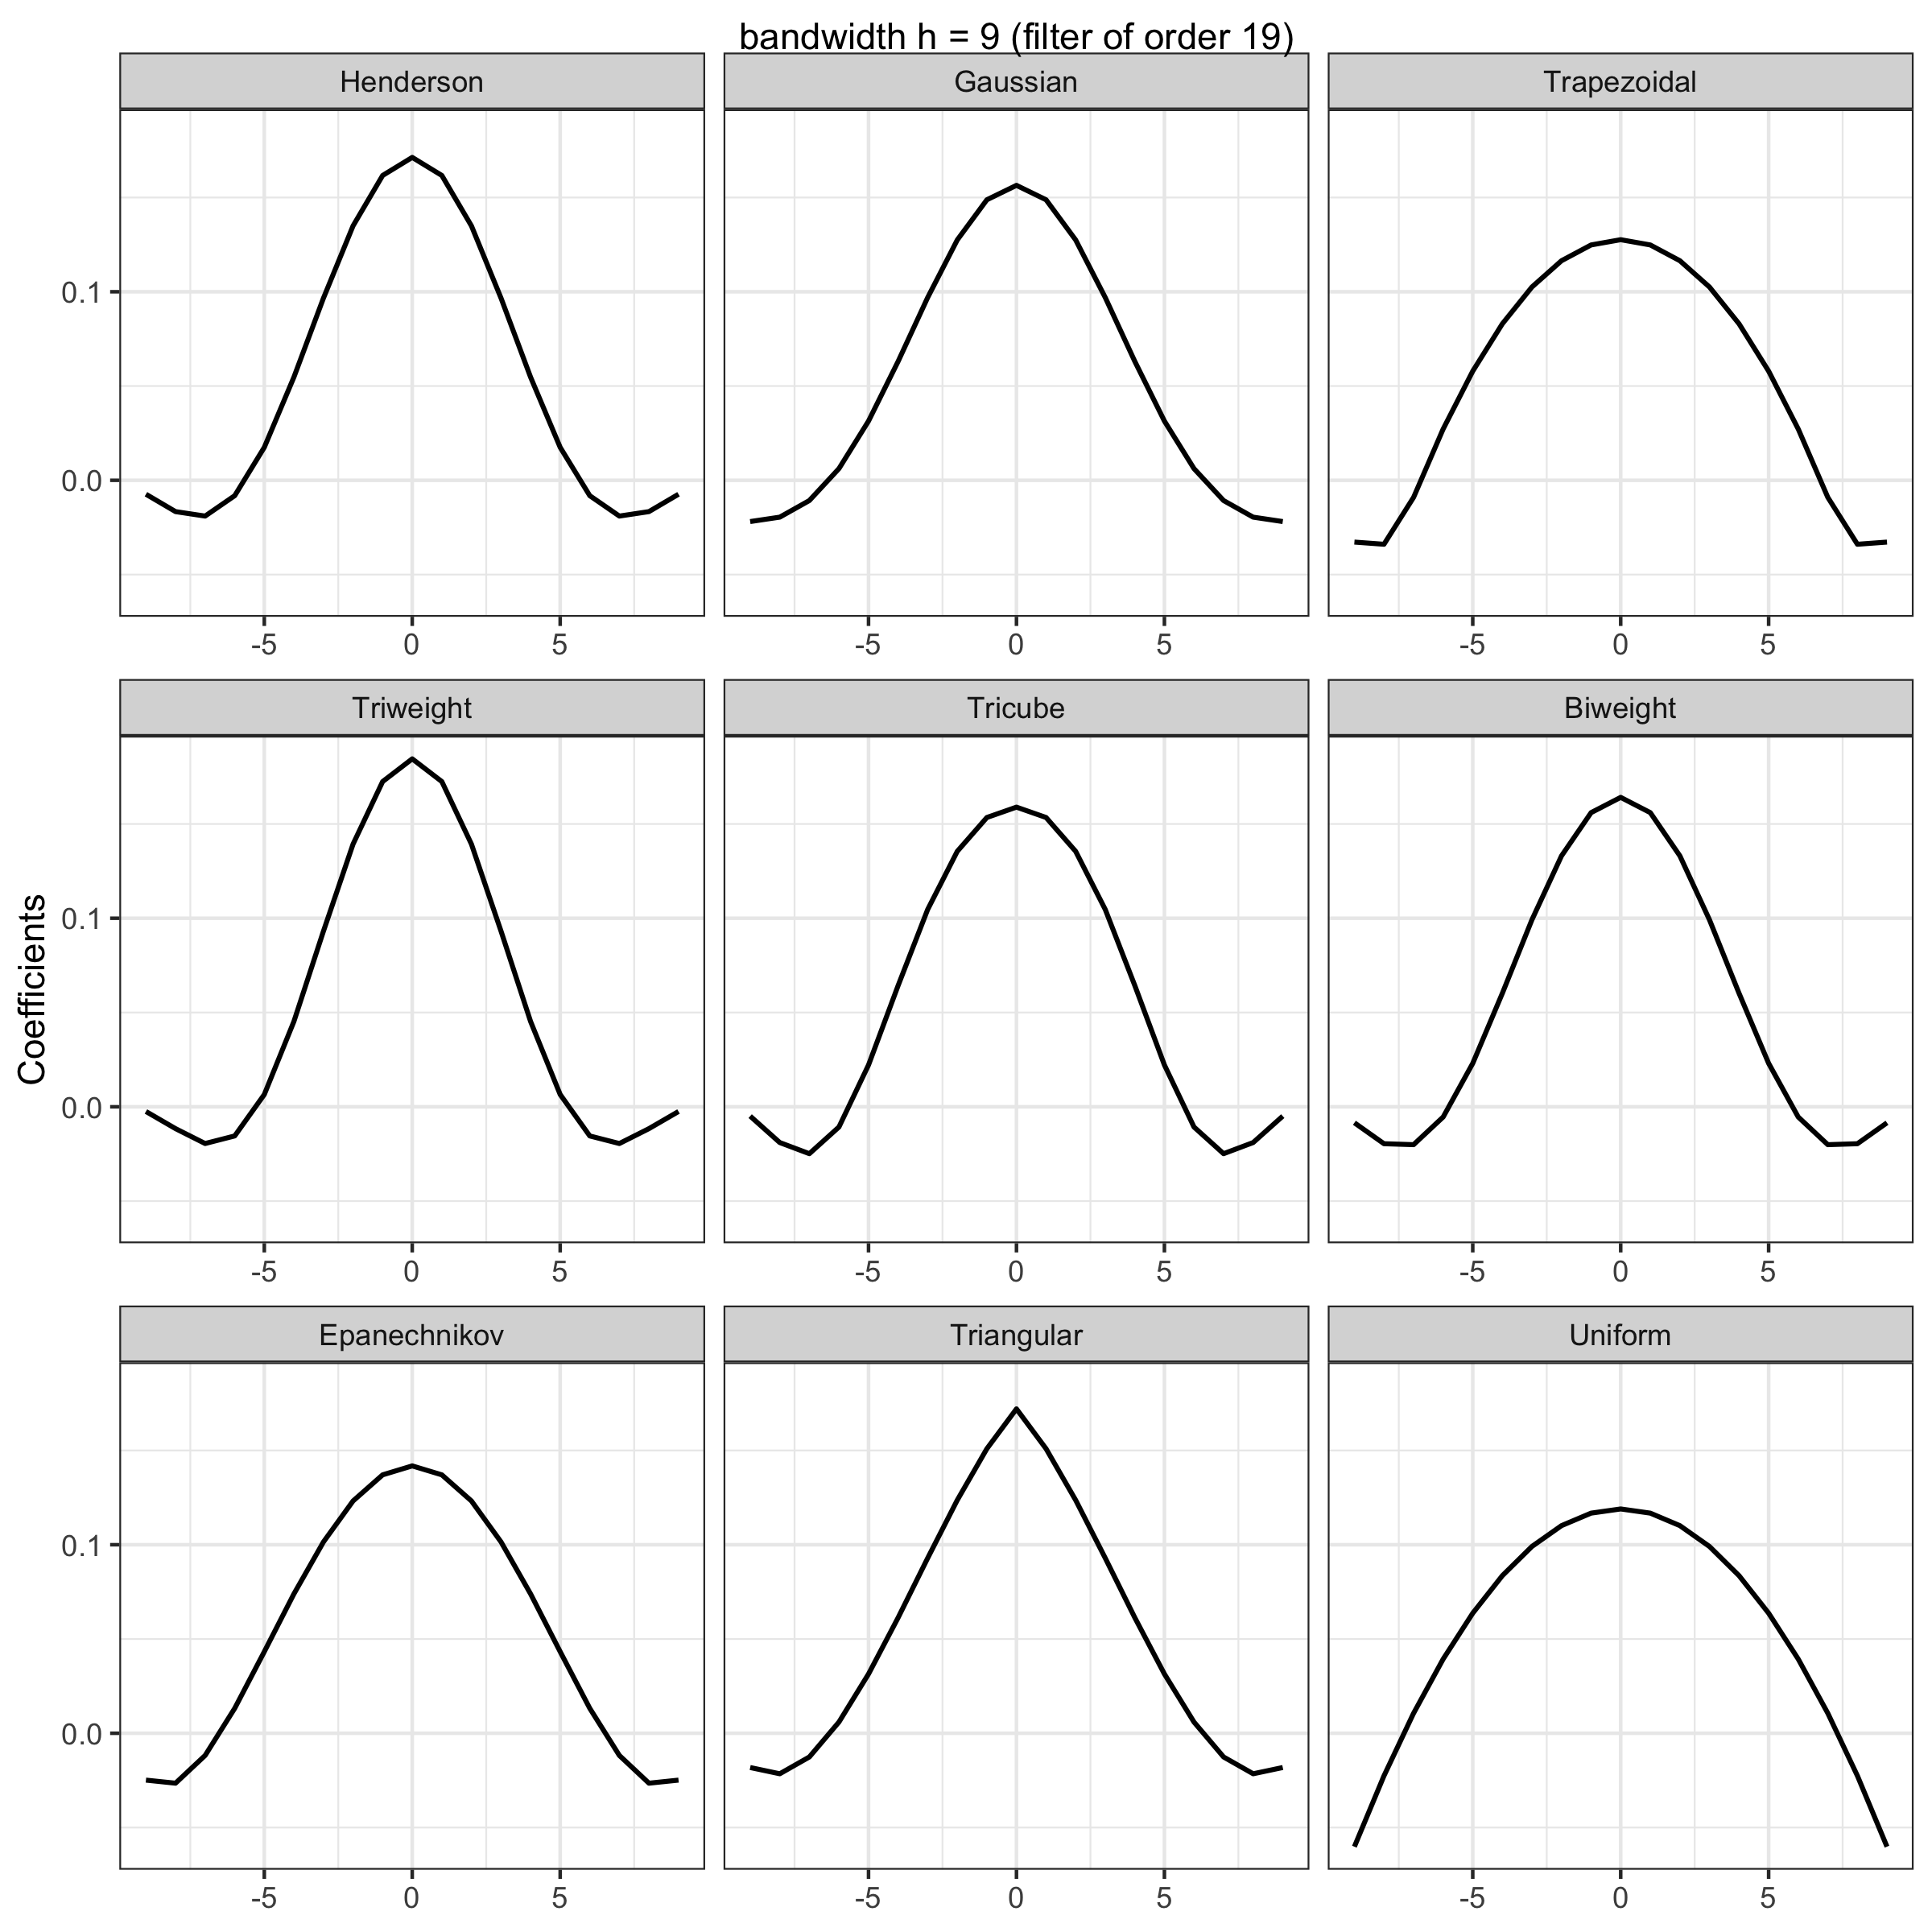 bandwidth h = 9 (filter of order 19)
Henderson Gaussian Trapezoidal
0.1
0.0
-5 0 5 -5 0 5 -5 0 5
Triweight Tricube Biweight
Coefficients
0.1
0.0
-5 0 5 -5 0 5 -5 0 5
Epanechnikov Triangular Uniform
0.1
0.0
-5 0 5 -5 0 5 -5 0 5